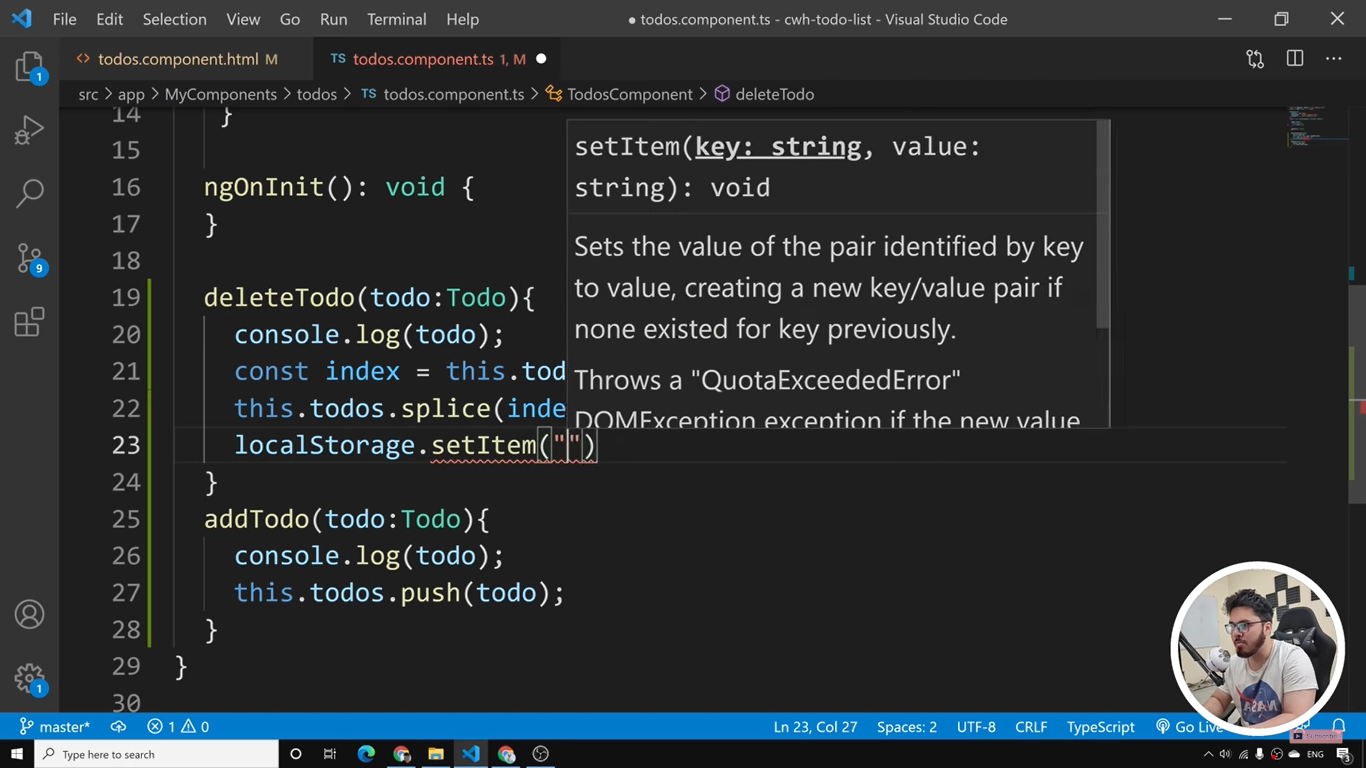 File Edit Selection View Go Run Terminal Help
● todos.component.ts - cwh-todo-list - Visual Studio Code
<> todos.component.html M
TS todos.component.ts 1, M ●
src > app > MyComponents > todos > TS todos.component.ts > TodosComponent > deleteTodo
14 }
15
16 ngOnInit(): void {
17 }
18
19 deleteTodo(todo:Todo){
20 console.log(todo);
21 const index = this.tod
22 this.todos.splice(inde
23 localStorage.setItem("")
24 }
25 addTodo(todo:Todo){
26 console.log(todo);
27 this.todos.push(todo);
28 }
29 }
30
setItem(key: string, value:
string): void
Sets the value of the pair identified by key
to value, creating a new key/value pair if
none existed for key previously.
Throws a "QuotaExceededError"
DOMException exception if the new value
1
9
1
NASA
master* 1 0 Ln 23, Col 27 Spaces: 2 UTF-8 CRLF TypeScript Go Live
Subscribe
Type here to search
ENG
3